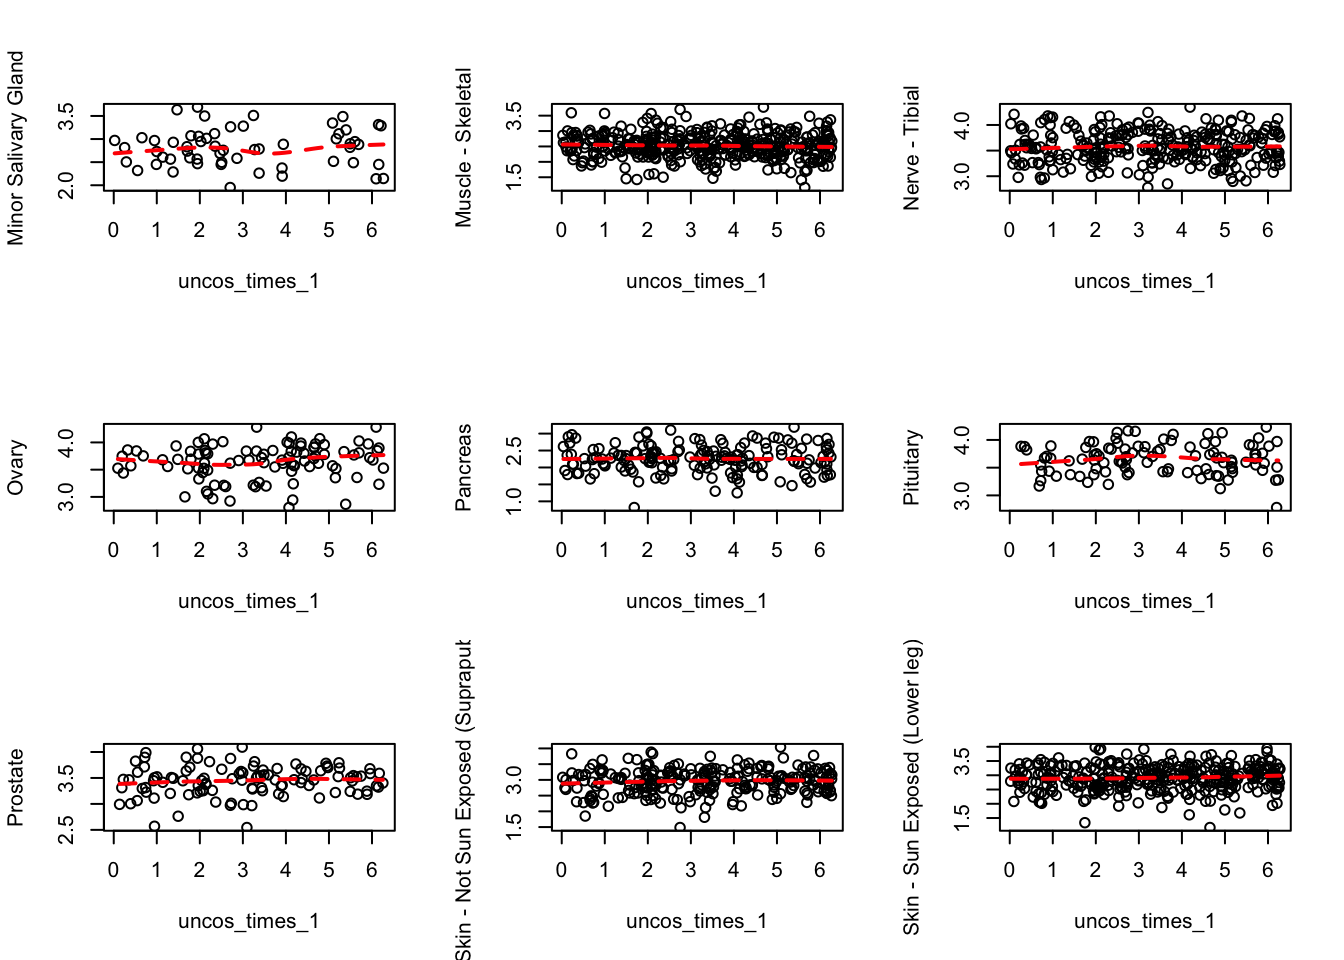 Minor Salivary Gland
2.0 3.5
0 1 2 3 4 5 6
uncos_times_1
Muscle - Skeletal
1.5 3.5
0 1 2 3 4 5 6
uncos_times_1
Nerve - Tibial
3.0 4.0
0 1 2 3 4 5 6
uncos_times_1
Ovary
3.0 4.0
0 1 2 3 4 5 6
uncos_times_1
Pancreas
1.0 2.5
0 1 2 3 4 5 6
uncos_times_1
Pituitary
3.0 4.0
0 1 2 3 4 5 6
uncos_times_1
Prostate
2.5 3.5
0 1 2 3 4 5 6
uncos_times_1
Skin - Not Sun Exposed (Suprapub
1.5 3.0
0 1 2 3 4 5 6
uncos_times_1
Skin - Sun Exposed (Lower leg)
1.5 3.5
0 1 2 3 4 5 6
uncos_times_1